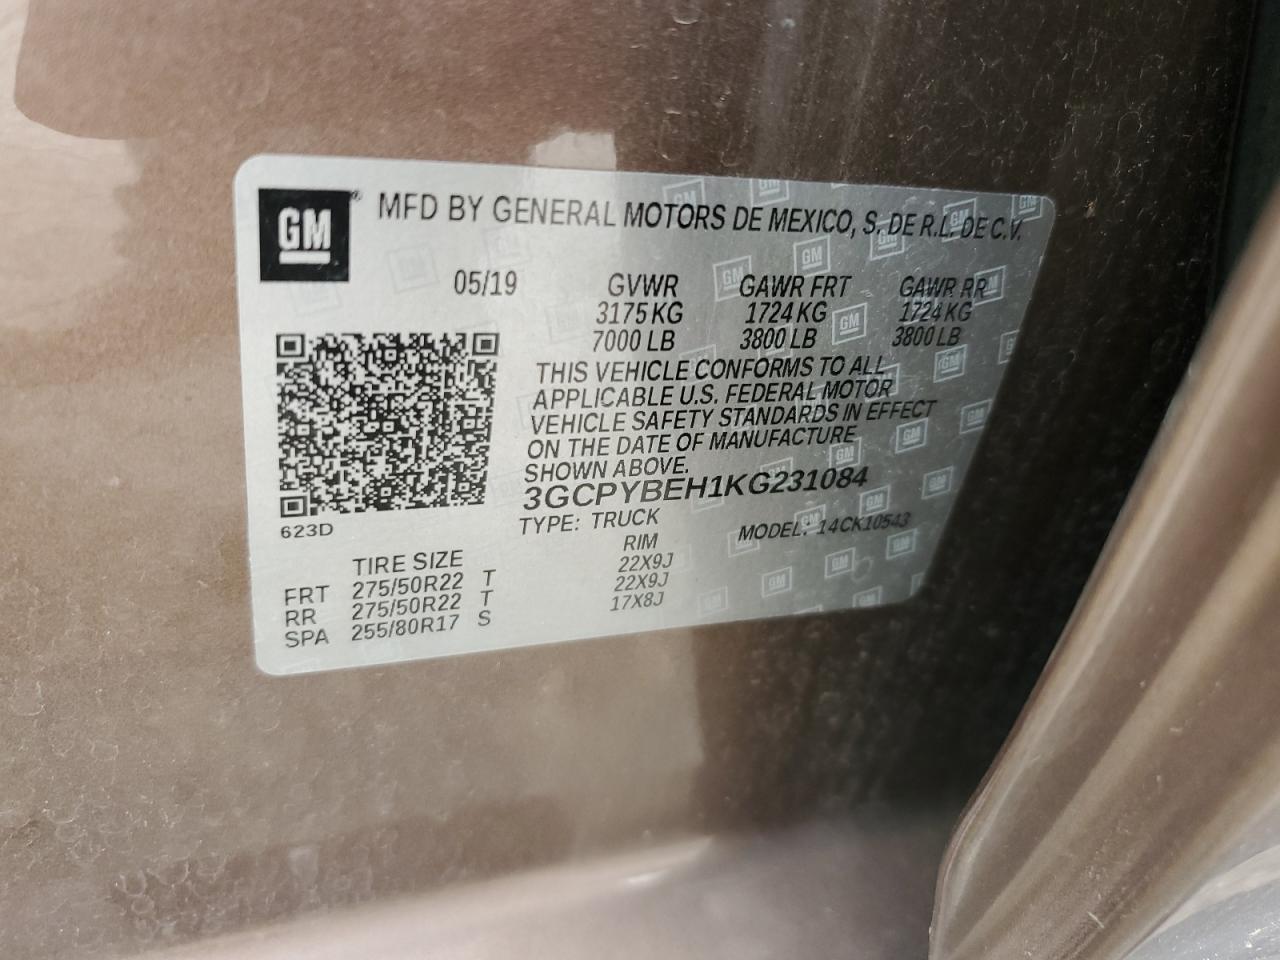 GM ® MFD BY GENERAL MOTORS DE MEXICO, S. DE R.L. DE C.V.
05/19 GVWR GAWR FRT GAWR RR
3175 KG 1724 KG 1724 KG
7000 LB 3800 LB 3800 LB
THIS VEHICLE CONFORMS TO ALL
APPLICABLE U.S. FEDERAL MOTOR
VEHICLE SAFETY STANDARDS IN EFFECT
ON THE DATE OF MANUFACTURE
SHOWN ABOVE.
3GCPYBEH1KG231084
623D TYPE: TRUCK MODEL: 14CK10543
TIRE SIZE RIM
FRT 275/50R22 T 22X9J
RR 275/50R22 T 22X9J
SPA 255/80R17 S 17X8J